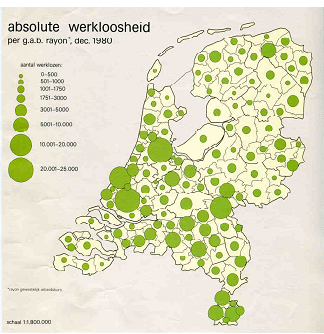 absolute werkloosheid
per g.a.b. rayon*, dec. 1980
aantal werklozen:
0-500
501-1000
1001-1750
1751-3000
3001-5000
5001-10.000
10.001-20.000
20.001-25.000
*rayon gewestelijk arbeidsburo
schaal 1:1.800.000